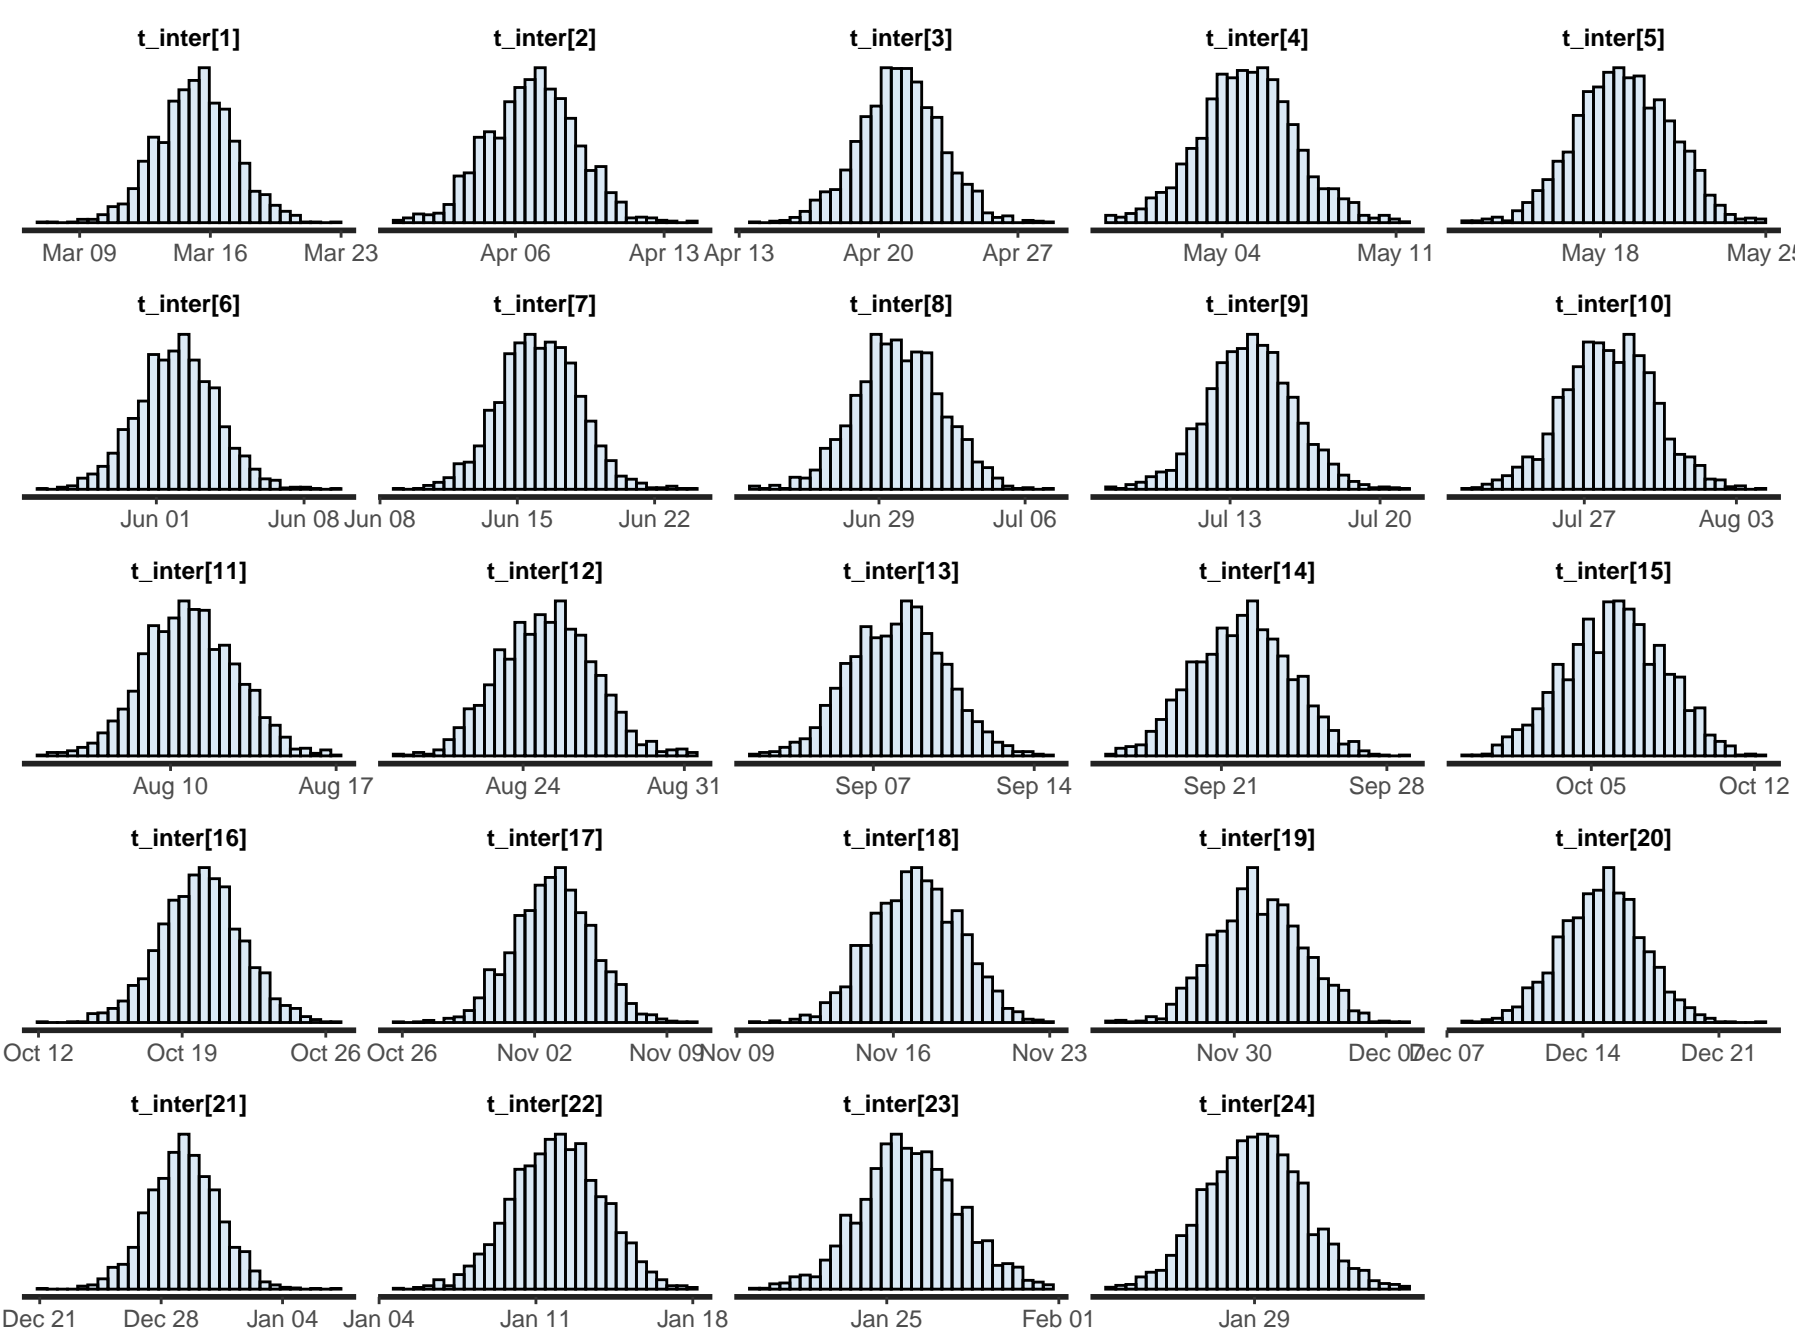 t_inter[1] t_inter[2] t_inter[3] t_inter[4] t_inter[5]
Mar 09 Mar 16 Mar 23 Apr 06 Apr 13 Apr 13 Apr 20 Apr 27 May 04 May 11 May 18 May 25
t_inter[6] t_inter[7] t_inter[8] t_inter[9] t_inter[10]
Jun 01 Jun 08 Jun 08 Jun 15 Jun 22 Jun 29 Jul 06 Jul 13 Jul 20 Jul 27 Aug 03
t_inter[11] t_inter[12] t_inter[13] t_inter[14] t_inter[15]
Aug 10 Aug 17 Aug 24 Aug 31 Sep 07 Sep 14 Sep 21 Sep 28 Oct 05 Oct 12
t_inter[16] t_inter[17] t_inter[18] t_inter[19] t_inter[20]
Oct 12 Oct 19 Oct 26 Oct 26 Nov 02 Nov 09 Nov 09 Nov 16 Nov 23 Nov 30 Dec 07 Dec 07 Dec 14 Dec 21
t_inter[21] t_inter[22] t_inter[23] t_inter[24]
Dec 21 Dec 28 Jan 04 Jan 04 Jan 11 Jan 18 Jan 25 Feb 01 Jan 29